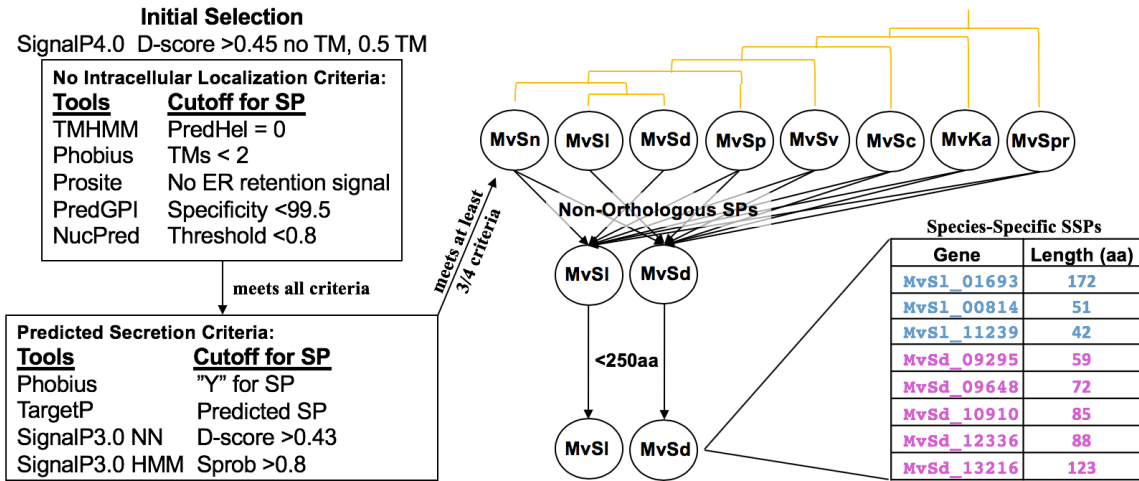 Initial Selection
SignalP4.0 D-score >0.45 no TM, 0.5 TM
No Intracellular Localization Criteria:
Tools Cutoff for SP
TMHMM PredHel = 0
Phobius TMs < 2
Prosite No ER retention signal
PredGPI Specificity <99.5
NucPred Threshold <0.8
meets all criteria
Predicted Secretion Criteria:
Tools Cutoff for SP
Phobius ”Y” for SP
TargetP Predicted SP
SignalP3.0 NN D-score >0.43
SignalP3.0 HMM Sprob >0.8
meets at least
3/4 criteria
MvSn MvSl MvSd MvSp MvSv MvSc MvKa MvSpr
Non-Orthologous SPs
MvSl MvSd
<250aa
MvSl MvSd
Species-Specific SSPs
Gene Length (aa)
MvSl_01693 172
MvSl_00814 51
MvSl_11239 42
MvSd_09295 59
MvSd_09648 72
MvSd_10910 85
MvSd_12336 88
MvSd_13216 123